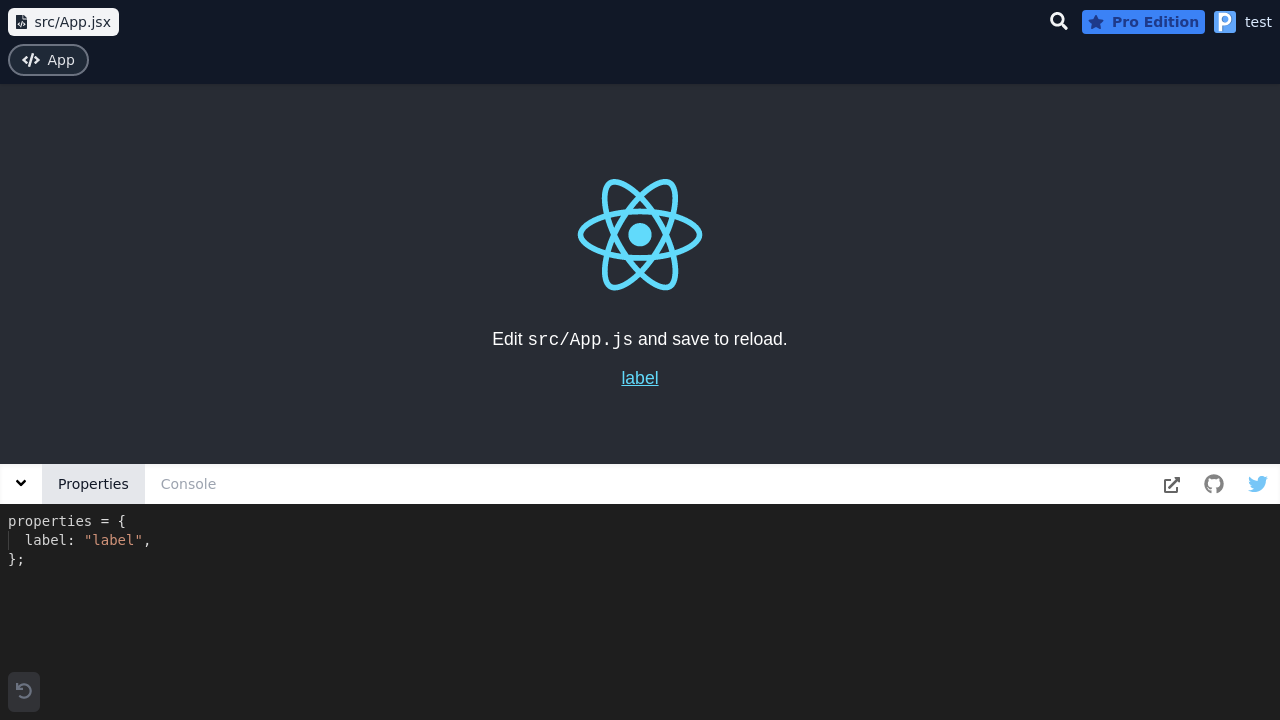 src/App.jsx
Pro Edition
test
App
Edit src/App.js and save to reload.
label
Properties
Console
properties = {
  label: "label",
};